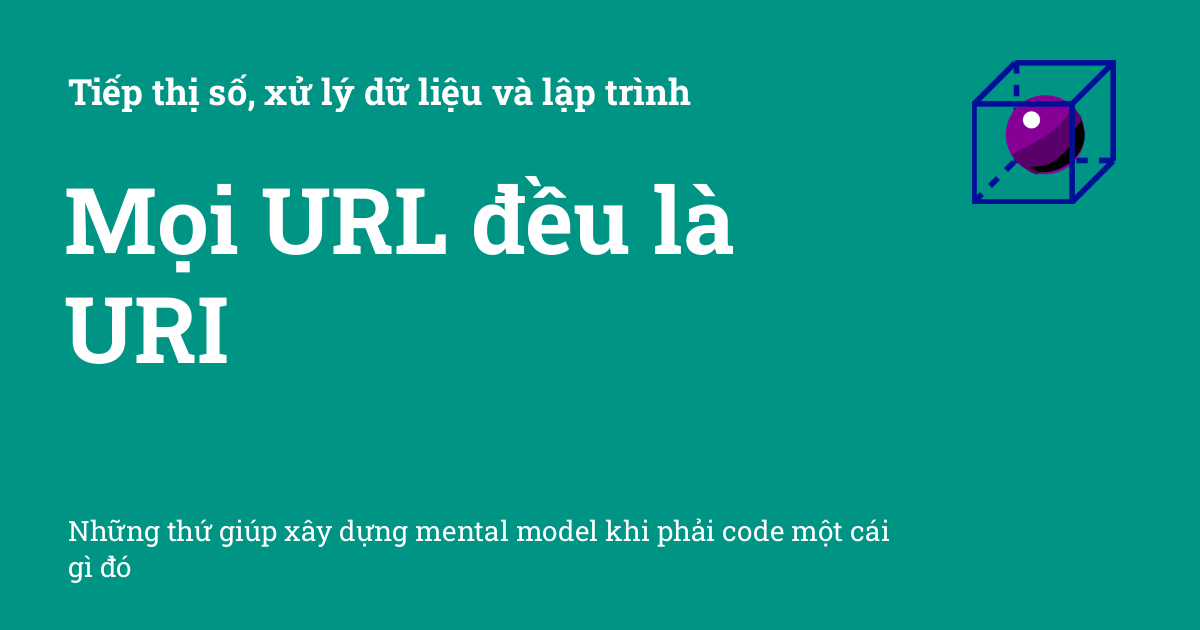 Tiếp thị số, xử lý dữ liệu và lập trình
Mọi URL đều là
URI
Những thứ giúp xây dựng mental model khi phải code một cái
gì đó